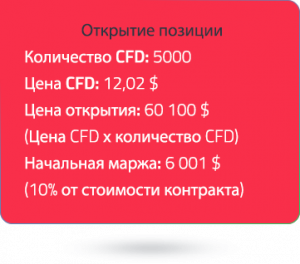 Открытие позиции
Количество CFD: 5000
Цена CFD: 12,02 $
Цена открытия: 60 100 $
(Цена CFD x количество CFD)
Начальная маржа: 6 001 $
(10% от стоимости контракта)